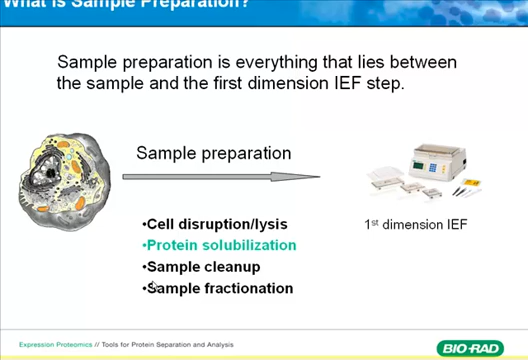 What is Sample Preparation?
Sample preparation is everything that lies between
the sample and the first dimension IEF step.
Sample preparation
•Cell disruption/lysis
•Protein solubilization
•Sample cleanup
•Sample fractionation
1st dimension IEF
Expression Proteomics // Tools for Protein Separation and Analysis
BIO-RAD